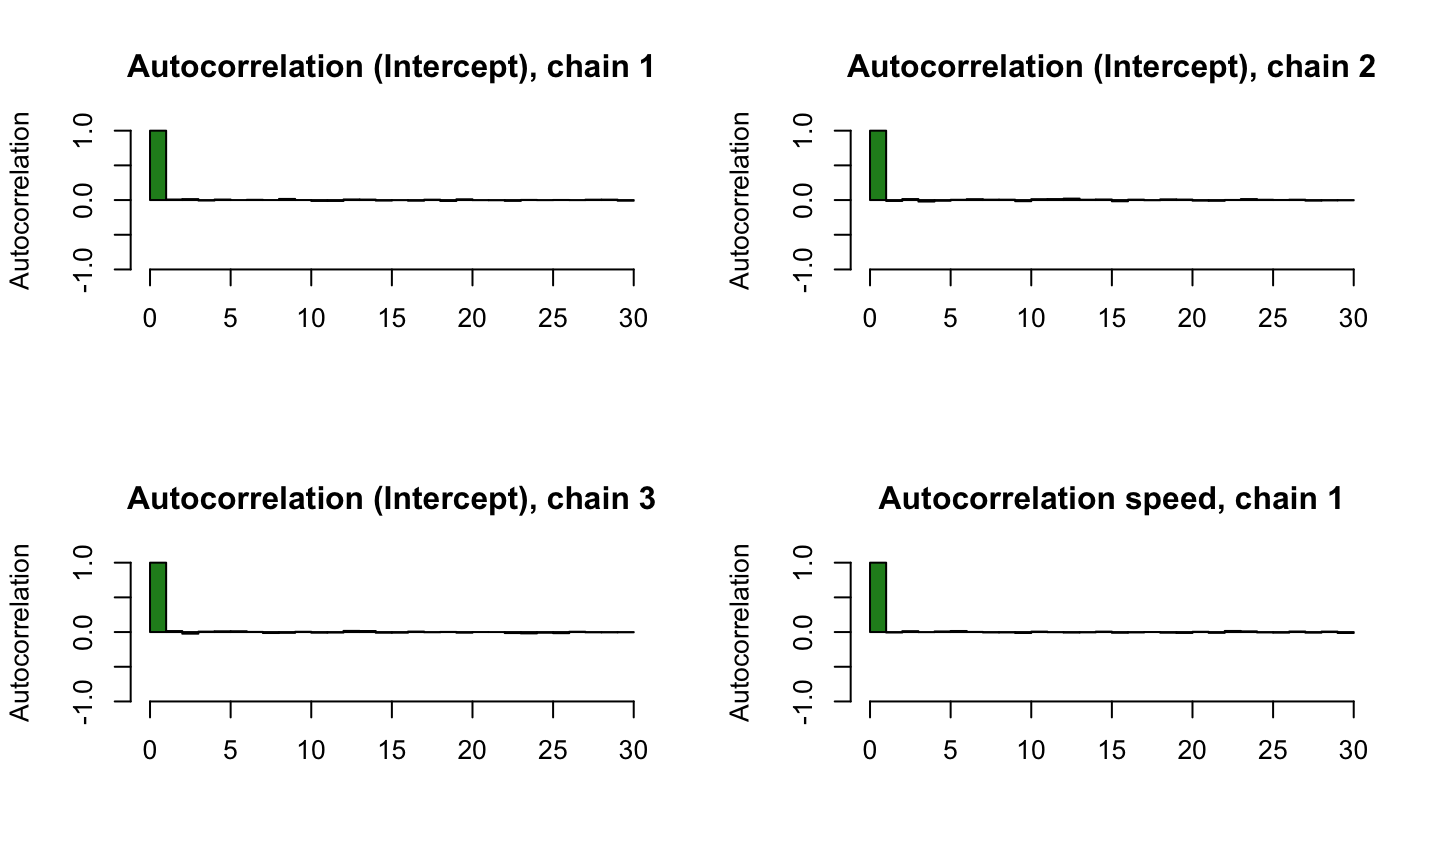 Autocorrelation (Intercept), chain 1
Autocorrelation
1.0
0.0
-1.0
0 5 10 15 20 25 30
Autocorrelation (Intercept), chain 2
Autocorrelation
1.0
0.0
-1.0
0 5 10 15 20 25 30
Autocorrelation (Intercept), chain 3
Autocorrelation
1.0
0.0
-1.0
0 5 10 15 20 25 30
Autocorrelation speed, chain 1
Autocorrelation
1.0
0.0
-1.0
0 5 10 15 20 25 30